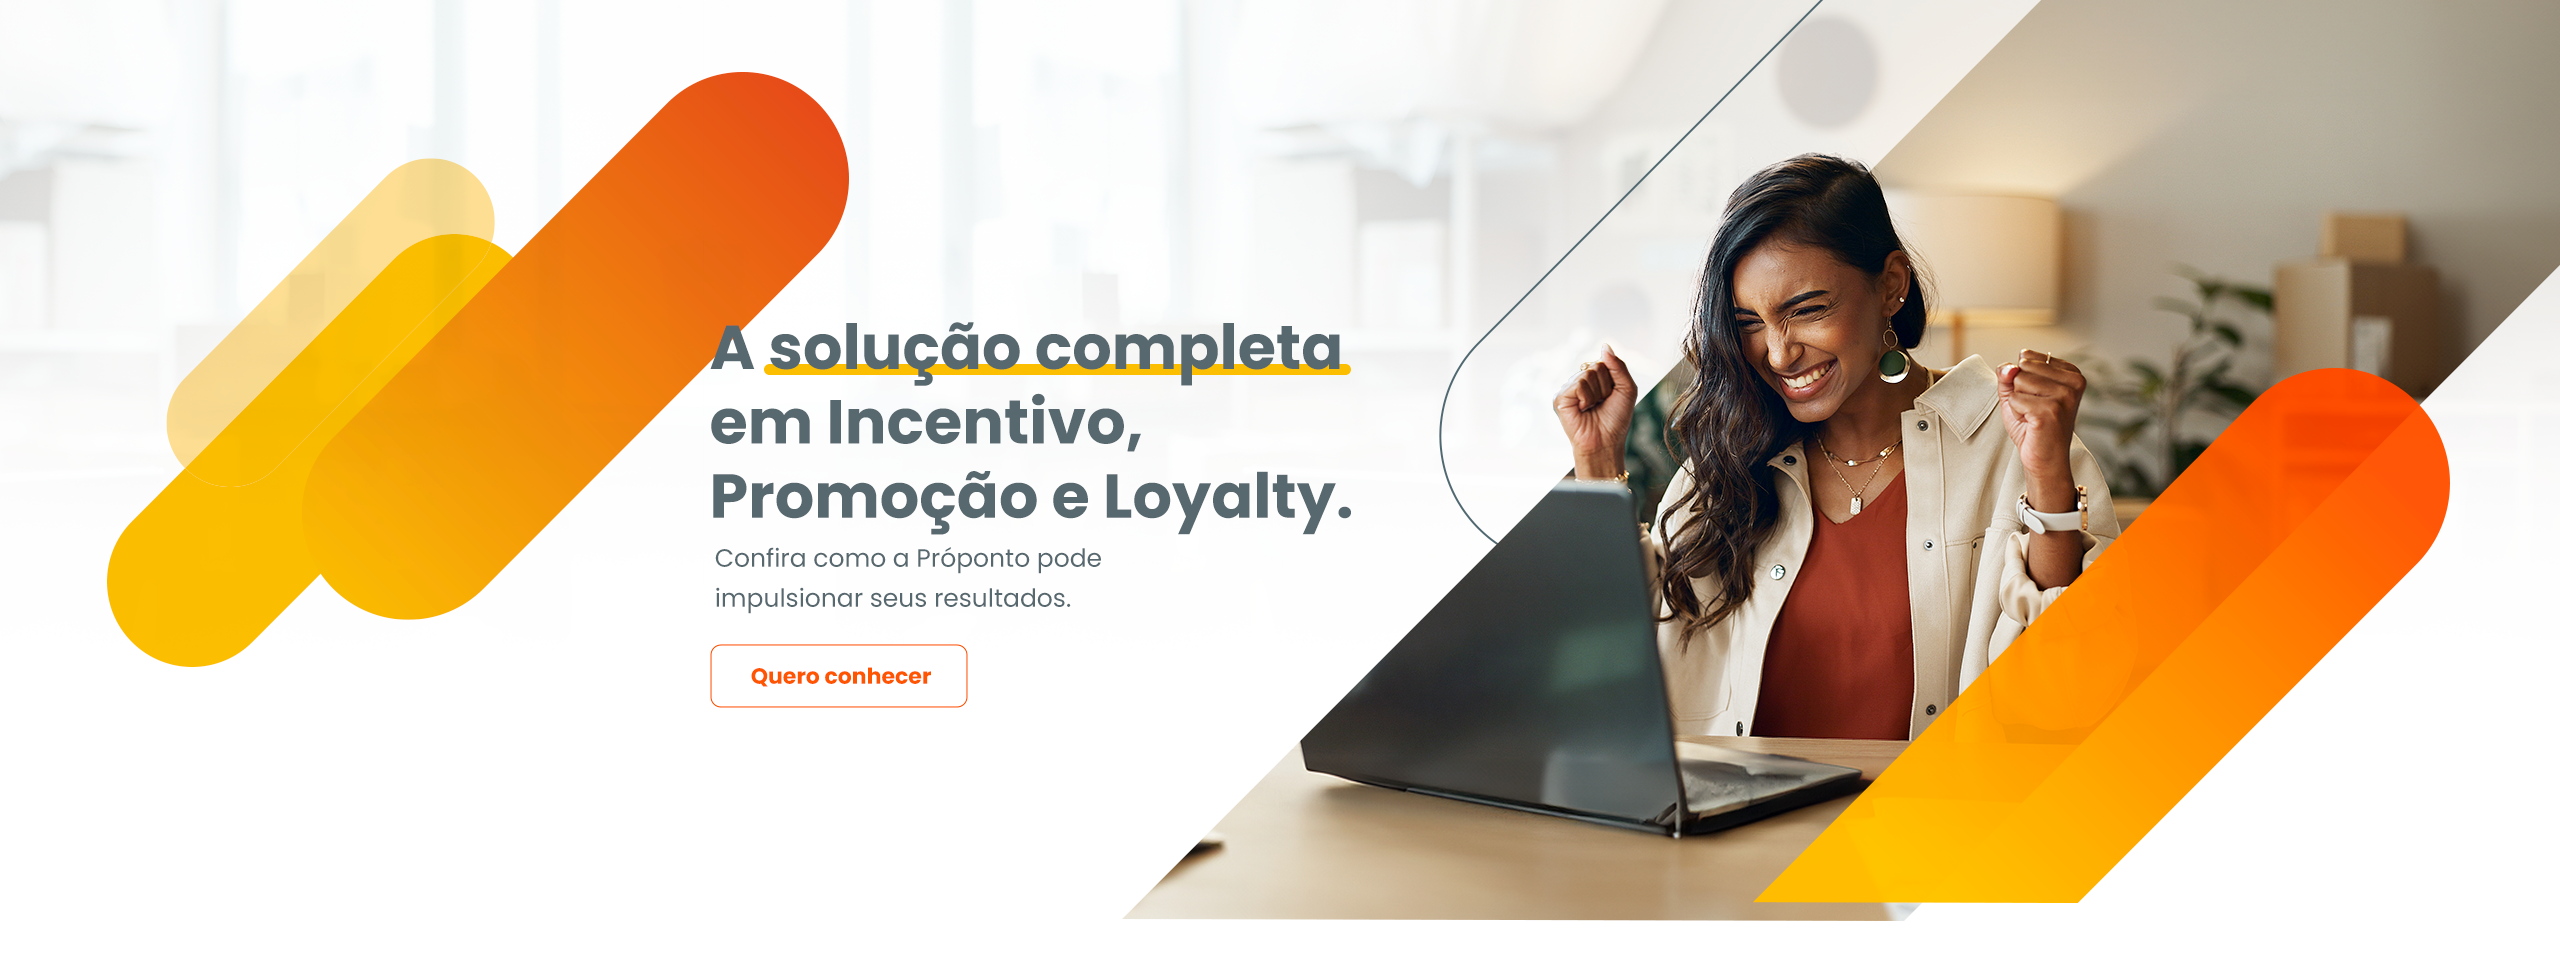 A solução completa
em Incentivo,
Promoção e Loyalty.
Confira como a Próponto pode
impulsionar seus resultados.
Quero conhecer